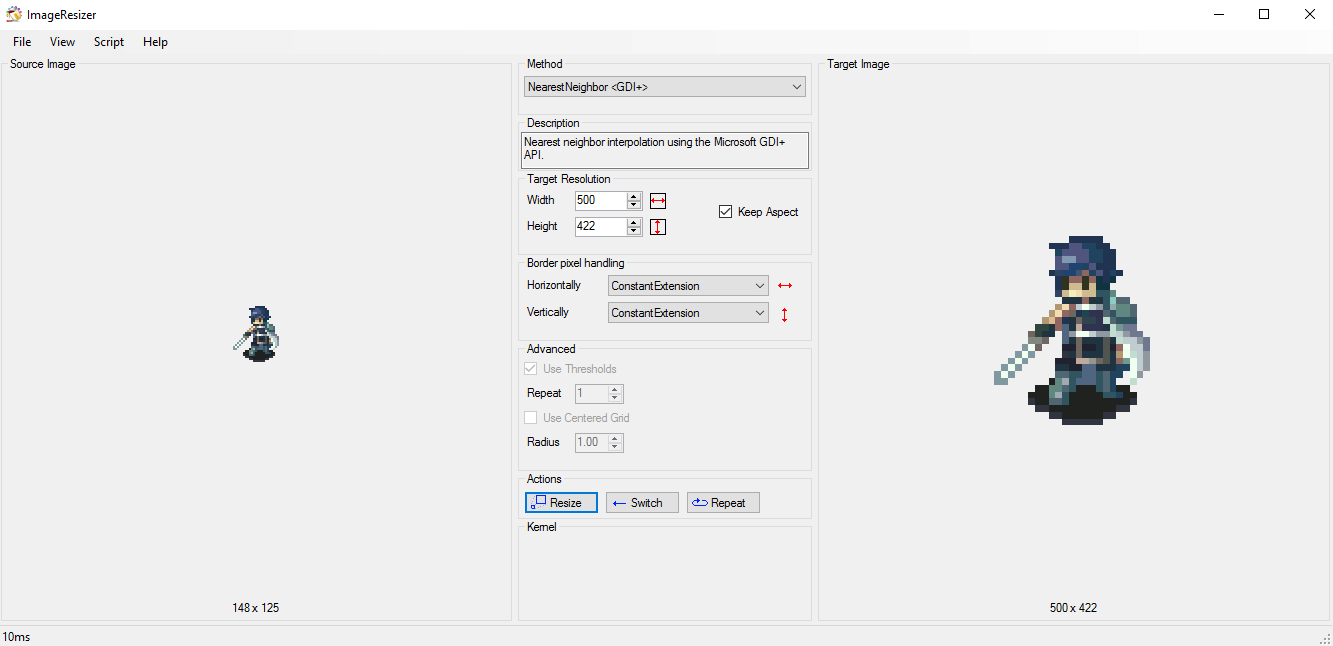 ImageResizer
File View Script Help
Source Image
148 x 125
Method
NearestNeighbor <GDI+>
Description
Nearest neighbor interpolation using the Microsoft GDI+
API.
Target Resolution
Width 500
Height 422
Keep Aspect
Border pixel handling
Horizontally ConstantExtension
Vertically ConstantExtension
Advanced
Use Thresholds
Repeat 1
Use Centered Grid
Radius 1.00
Actions
Resize Switch Repeat
Kernel
Target Image
500 x 422
10ms